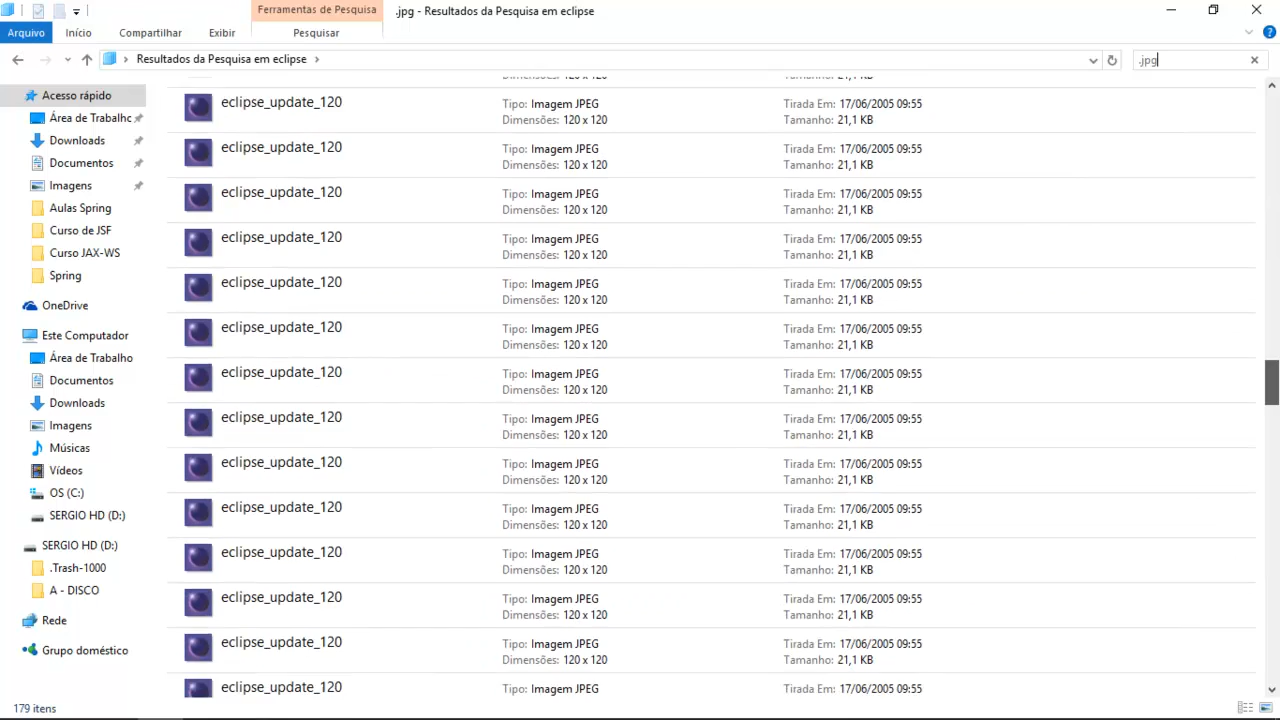 Ferramentas de Pesquisa
.jpg - Resultados da Pesquisa em eclipse
Arquivo Início Compartilhar Exibir Pesquisar
Resultados da Pesquisa em eclipse
.jpg
Acesso rápido
Área de Trabalho
Downloads
Documentos
Imagens
Aulas Spring
Curso de JSF
Curso JAX-WS
Spring
OneDrive
Este Computador
Área de Trabalho
Documentos
Downloads
Imagens
Músicas
Vídeos
OS (C:)
SERGIO HD (D:)
SERGIO HD (D:)
.Trash-1000
A - DISCO
Rede
Grupo doméstico
Dimensões: 120 x 120 Tamanho: 21,1 KB
eclipse_update_120 Tipo: Imagem JPEG Tirada Em: 17/06/2005 09:55
Dimensões: 120 x 120 Tamanho: 21,1 KB
eclipse_update_120 Tipo: Imagem JPEG Tirada Em: 17/06/2005 09:55
Dimensões: 120 x 120 Tamanho: 21,1 KB
eclipse_update_120 Tipo: Imagem JPEG Tirada Em: 17/06/2005 09:55
Dimensões: 120 x 120 Tamanho: 21,1 KB
eclipse_update_120 Tipo: Imagem JPEG Tirada Em: 17/06/2005 09:55
Dimensões: 120 x 120 Tamanho: 21,1 KB
eclipse_update_120 Tipo: Imagem JPEG Tirada Em: 17/06/2005 09:55
Dimensões: 120 x 120 Tamanho: 21,1 KB
eclipse_update_120 Tipo: Imagem JPEG Tirada Em: 17/06/2005 09:55
Dimensões: 120 x 120 Tamanho: 21,1 KB
eclipse_update_120 Tipo: Imagem JPEG Tirada Em: 17/06/2005 09:55
Dimensões: 120 x 120 Tamanho: 21,1 KB
eclipse_update_120 Tipo: Imagem JPEG Tirada Em: 17/06/2005 09:55
Dimensões: 120 x 120 Tamanho: 21,1 KB
eclipse_update_120 Tipo: Imagem JPEG Tirada Em: 17/06/2005 09:55
Dimensões: 120 x 120 Tamanho: 21,1 KB
eclipse_update_120 Tipo: Imagem JPEG Tirada Em: 17/06/2005 09:55
Dimensões: 120 x 120 Tamanho: 21,1 KB
eclipse_update_120 Tipo: Imagem JPEG Tirada Em: 17/06/2005 09:55
Dimensões: 120 x 120 Tamanho: 21,1 KB
eclipse_update_120 Tipo: Imagem JPEG Tirada Em: 17/06/2005 09:55
Dimensões: 120 x 120 Tamanho: 21,1 KB
eclipse_update_120 Tipo: Imagem JPEG Tirada Em: 17/06/2005 09:55
Dimensões: 120 x 120 Tamanho: 21,1 KB
eclipse_update_120 Tipo: Imagem JPEG Tirada Em: 17/06/2005 09:55
179 itens